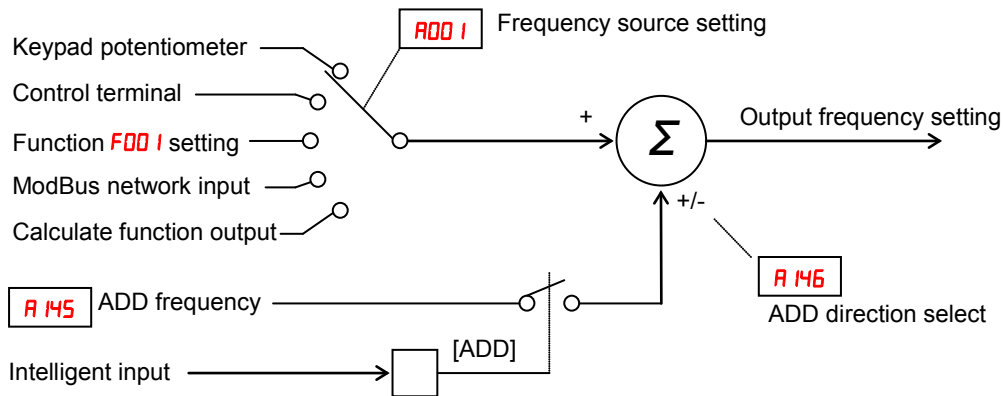 A001 Frequency source setting
Keypad potentiometer
Control terminal
Function F001 setting
ModBus network input
Calculate function output
+
Σ
Output frequency setting
+/-
A145 ADD frequency
A146
ADD direction select
[ADD]
Intelligent input